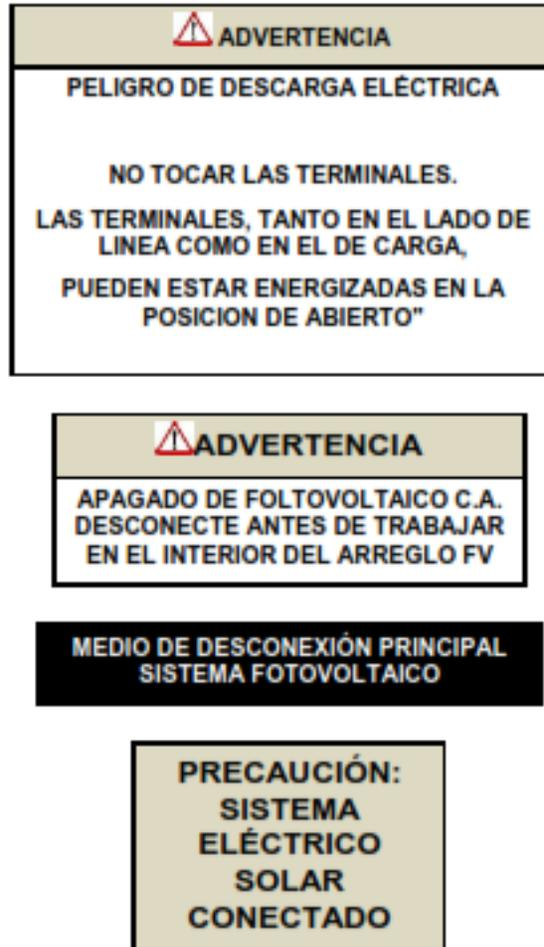 ADVERTENCIA
PELIGRO DE DESCARGA ELÉCTRICA
NO TOCAR LAS TERMINALES.
LAS TERMINALES, TANTO EN EL LADO DE
LINEA COMO EN EL DE CARGA,
PUEDEN ESTAR ENERGIZADAS EN LA
POSICION DE ABIERTO"
ADVERTENCIA
APAGADO DE FOLTOVOLTAICO C.A.
DESCONECTE ANTES DE TRABAJAR
EN EL INTERIOR DEL ARREGLO FV
MEDIO DE DESCONEXIÓN PRINCIPAL
SISTEMA FOTOVOLTAICO
PRECAUCIÓN:
SISTEMA
ELÉCTRICO
SOLAR
CONECTADO